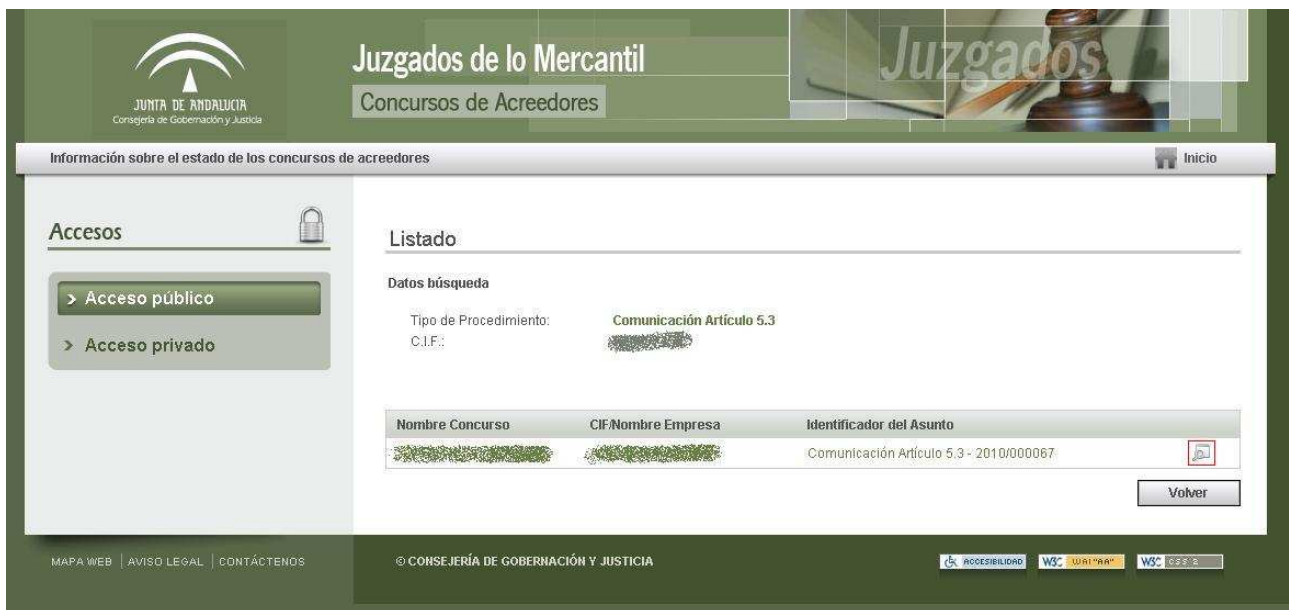 Juzgados de lo Mercantil
Juzgados
Concursos de Acreedores
JUNTA DE ANDALUCIA
Consejería de Gobernación y Justicia
Información sobre el estado de los concursos de acreedores
Inicio
Accesos
Acceso público
Acceso privado
Listado
Datos búsqueda
Tipo de Procedimiento: Comunicación Artículo 5.3
C.I.F.:
Nombre Concurso CIF/Nombre Empresa Identificador del Asunto
Comunicación Artículo 5.3 - 2010/000067
Volver
MAPA WEB | AVISO LEGAL | CONTÁCTENOS
© CONSEJERÍA DE GOBERNACIÓN Y JUSTICIA
ACCESIBILIDAD
W3C WAI "AA"
W3C CSS 2